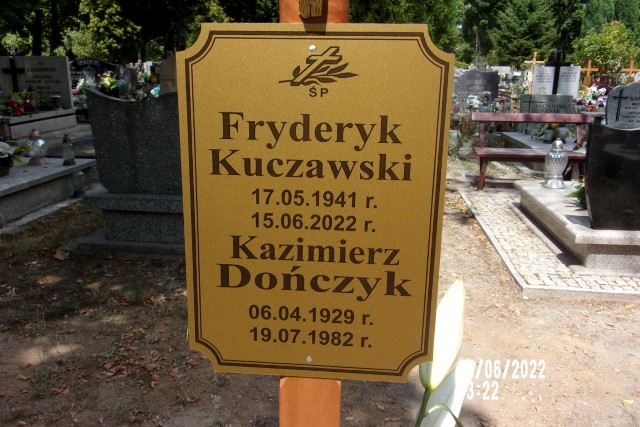 ŚP
Fryderyk
Kuczawski
17.05.1941 r.
15.06.2022 r.
Kazimierz
Dończyk
06.04.1929 r.
19.07.1982 r.
/06/2022
:22